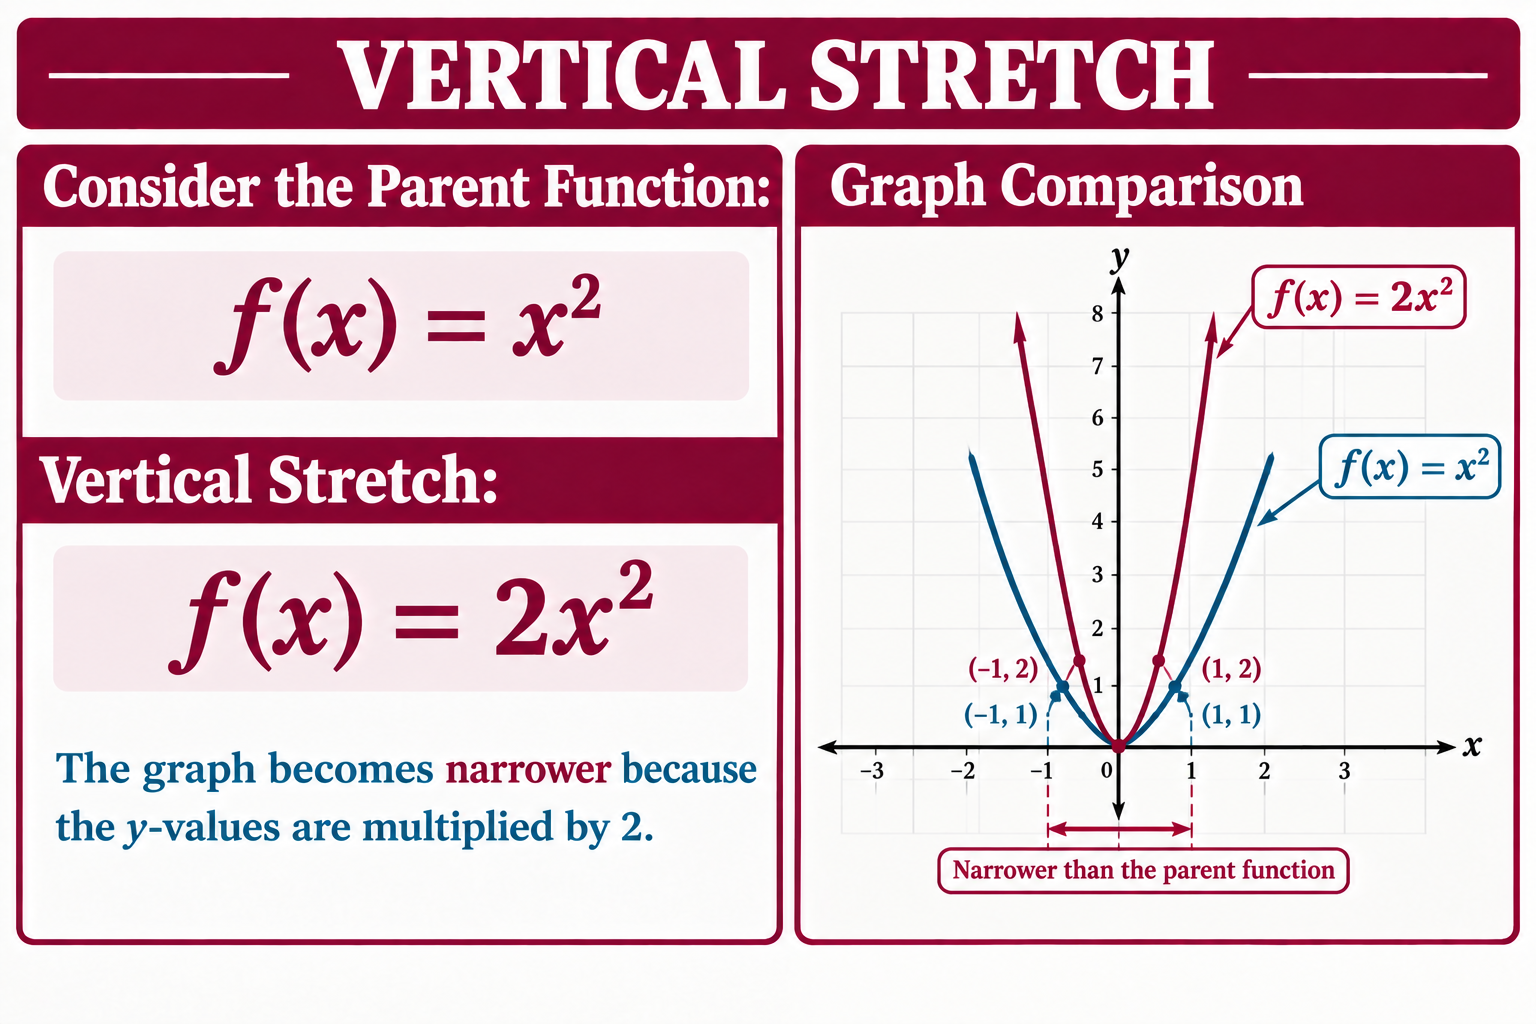 VERTICAL STRETCH
Consider the Parent Function:
f(x) = x²
Vertical Stretch:
f(x) = 2x²
The graph becomes narrower because
the y-values are multiplied by 2.
Graph Comparison
y
f(x) = 2x²
8
7
6
f(x) = x²
5
4
3
2
(–1, 2) (1, 2)
1
(–1, 1) (1, 1)
x
–3 –2 –1 0 1 2 3
Narrower than the parent function